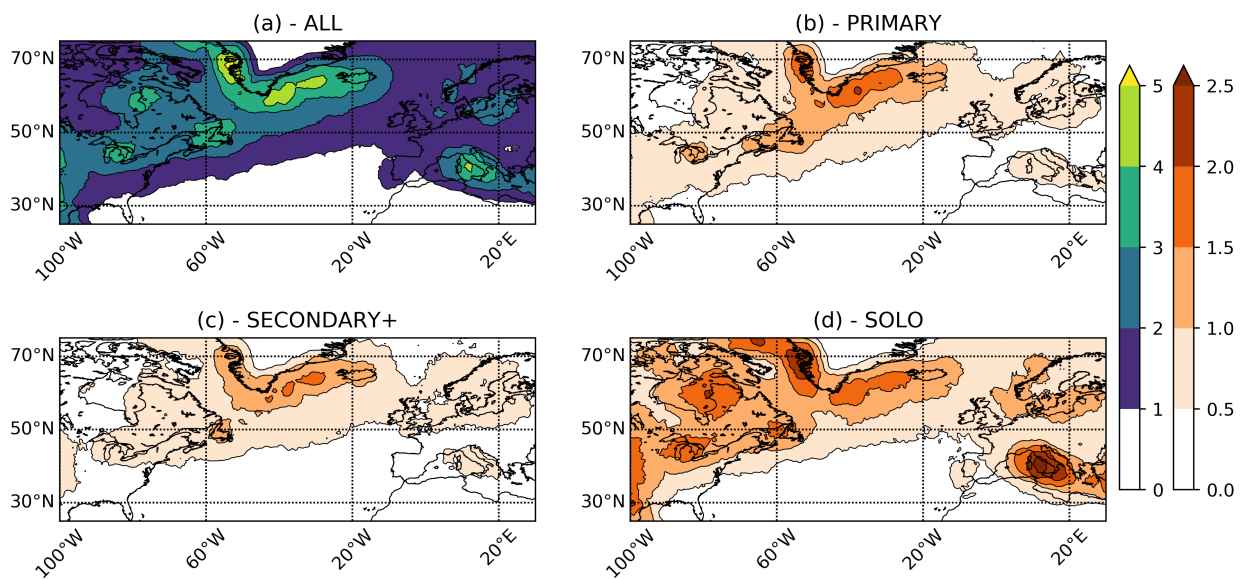 (a) - ALL
(b) - PRIMARY
70°N
50°N
30°N
100°W
60°W
20°W
20°E
70°N
50°N
30°N
100°W
60°W
20°W
20°E
(c) - SECONDARY+
(d) - SOLO
70°N
50°N
30°N
100°W
60°W
20°W
20°E
70°N
50°N
30°N
100°W
60°W
20°W
20°E
5
4
3
2
1
0
2.5
2.0
1.5
1.0
0.5
0.0